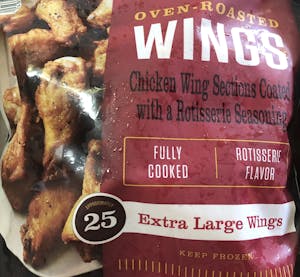 OVEN-ROASTED
WINGS
Chicken Wing Sections Coated
with a Rotisserie Seasoning
FULLY
COOKED
ROTISSERIE
FLAVOR
APPROXIMATELY
25
Extra Large Wings
KEEP FROZEN